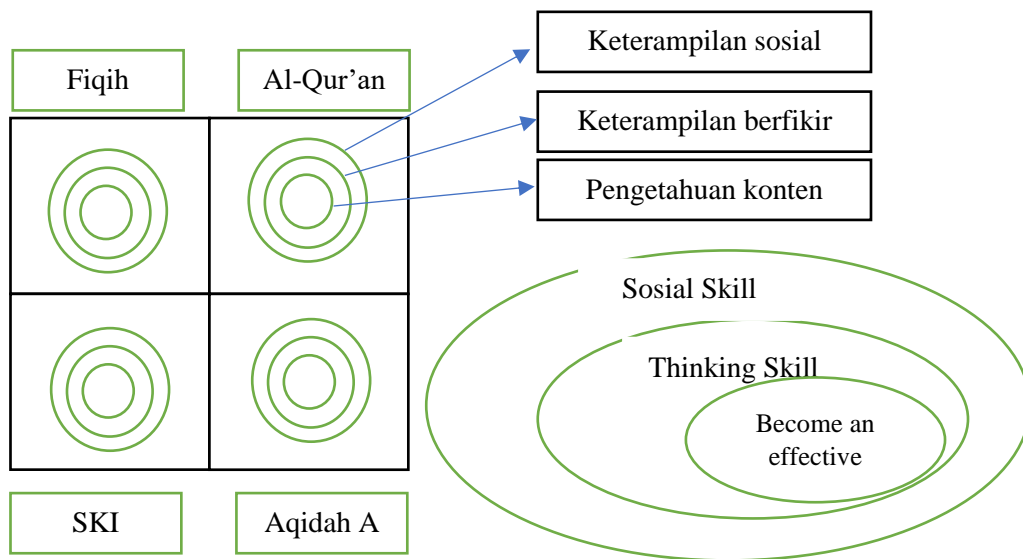 Keterampilan sosial
Fiqih
Al-Qur’an
Keterampilan berfikir
Pengetahuan konten
Sosial Skill
Thinking Skill
Become an
effective
SKI
Aqidah A